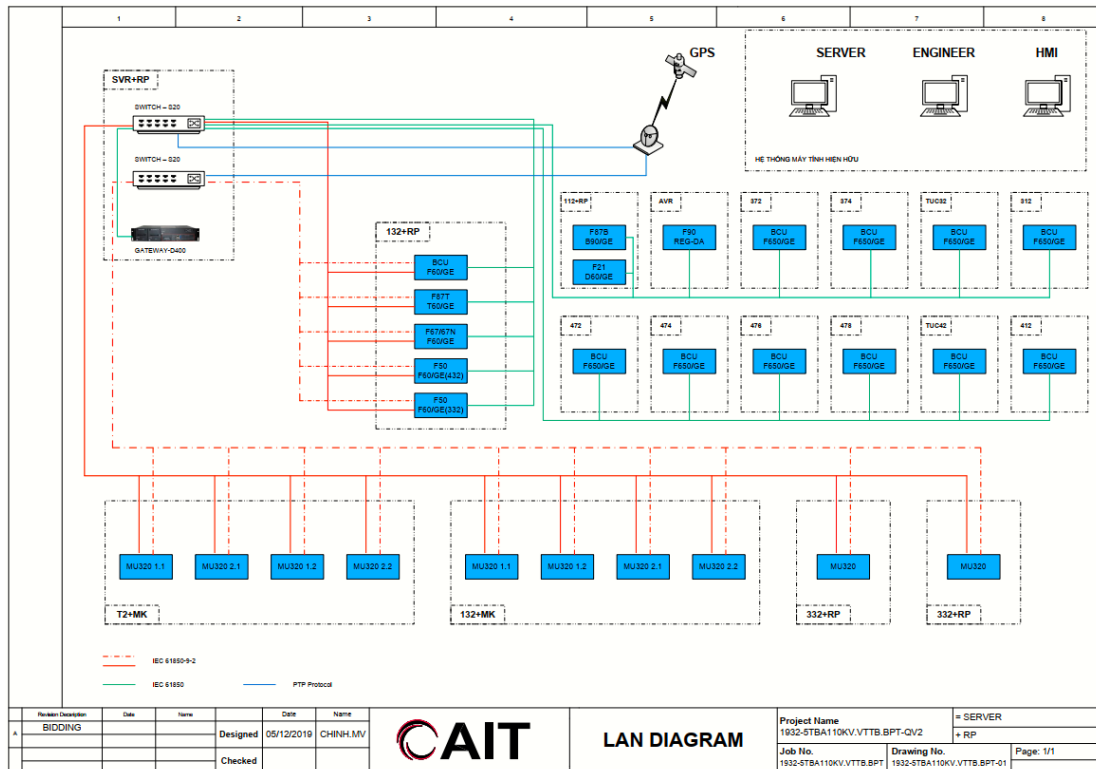 1 2 3 4 5 6 7 8
SVR+RP
SWITCH – S20
SWITCH – S20
GATEWAY-D400
GPS
SERVER ENGINEER HMI
HỆ THỐNG MÁY TÍNH HIỆN HỮU
132+RP
BCU
F60/GE
F87T
T60/GE
F67/67N
F60/GE
F50
F60/GE(432)
F50
F60/GE(332)
112+RP
F87B
B90/GE
F21
D60/GE
AVR
F90
REG-DA
372
BCU
F650/GE
374
BCU
F650/GE
TUC32
BCU
F650/GE
312
BCU
F650/GE
472
BCU
F650/GE
474
BCU
F650/GE
476
BCU
F650/GE
478
BCU
F650/GE
TUC42
BCU
F650/GE
412
BCU
F650/GE
MU320 1.1 MU320 2.1 MU320 1.2 MU320 2.2
T2+MK
MU320 1.1 MU320 1.2 MU320 2.1 MU320 2.2
132+MK
MU320
332+RP
MU320
332+RP
IEC 61850-9-2
IEC 61850
PTP Protocol
Revision Description Date Name
A BIDDING
Date Name
Designed 05/12/2019 CHINH.MV
Checked
AIT
LAN DIAGRAM
Project Name
1932-5TBA110KV.VTTB.BPT-QV2
= SERVER
+ RP
Job No.
1932-5TBA110KV.VTTB.BPT
Drawing No.
1932-5TBA110KV.VTTB.BPT-01
Page: 1/1